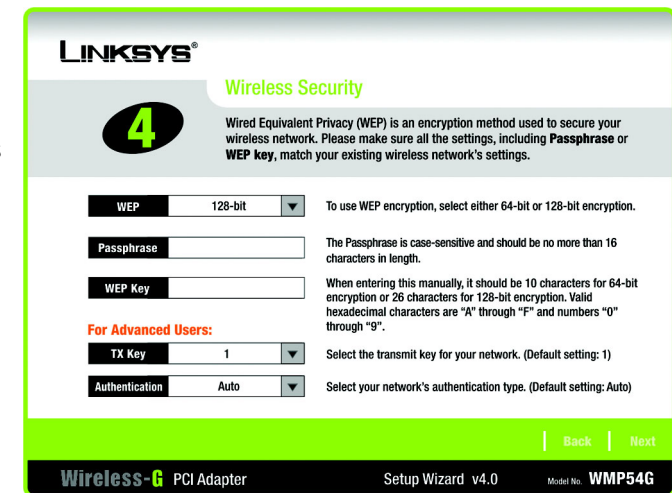 LINKSYS®
Wireless Security
4
Wired Equivalent Privacy (WEP) is an encryption method used to secure your
wireless network. Please make sure all the settings, including Passphrase or
WEP key, match your existing wireless network's settings.
WEP
128-bit
To use WEP encryption, select either 64-bit or 128-bit encryption.
Passphrase
The Passphrase is case-sensitive and should be no more than 16
characters in length.
WEP Key
When entering this manually, it should be 10 characters for 64-bit
encryption or 26 characters for 128-bit encryption. Valid
hexadecimal characters are “A” through “F” and numbers “0”
through “9”.
For Advanced Users:
TX Key
1
Select the transmit key for your network. (Default setting: 1)
Authentication
Auto
Select your network's authentication type. (Default setting: Auto)
Back
Next
Wireless-G PCI Adapter
Setup Wizard v4.0
Model No. WMP54G